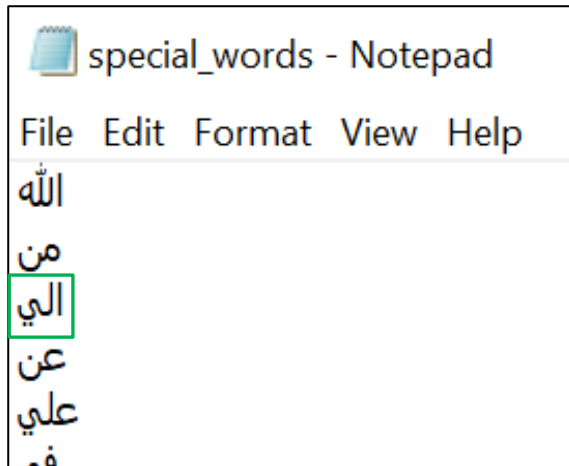 special_words - Notepad
File Edit Format View Help
الله
من
الي
عن
علي